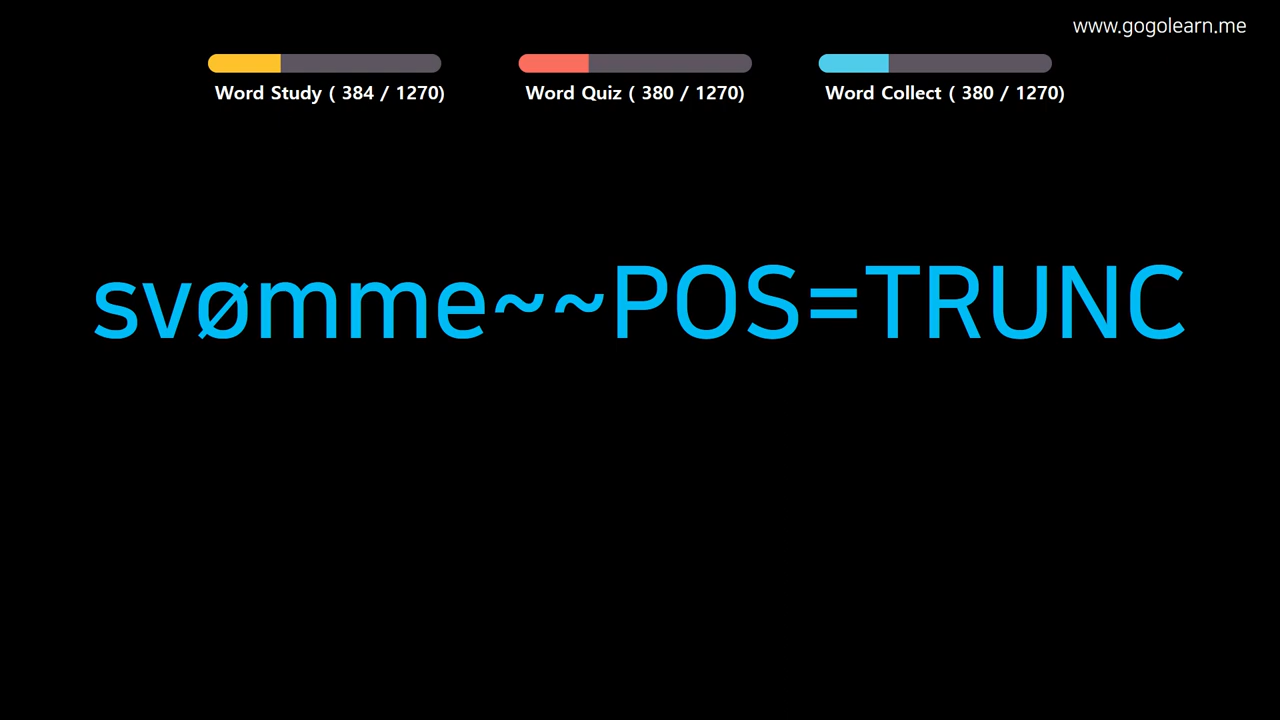 www.gogolearn.me
Word Study ( 384 / 1270)
Word Quiz ( 380 / 1270)
Word Collect ( 380 / 1270)
svømme~~POS=TRUNC